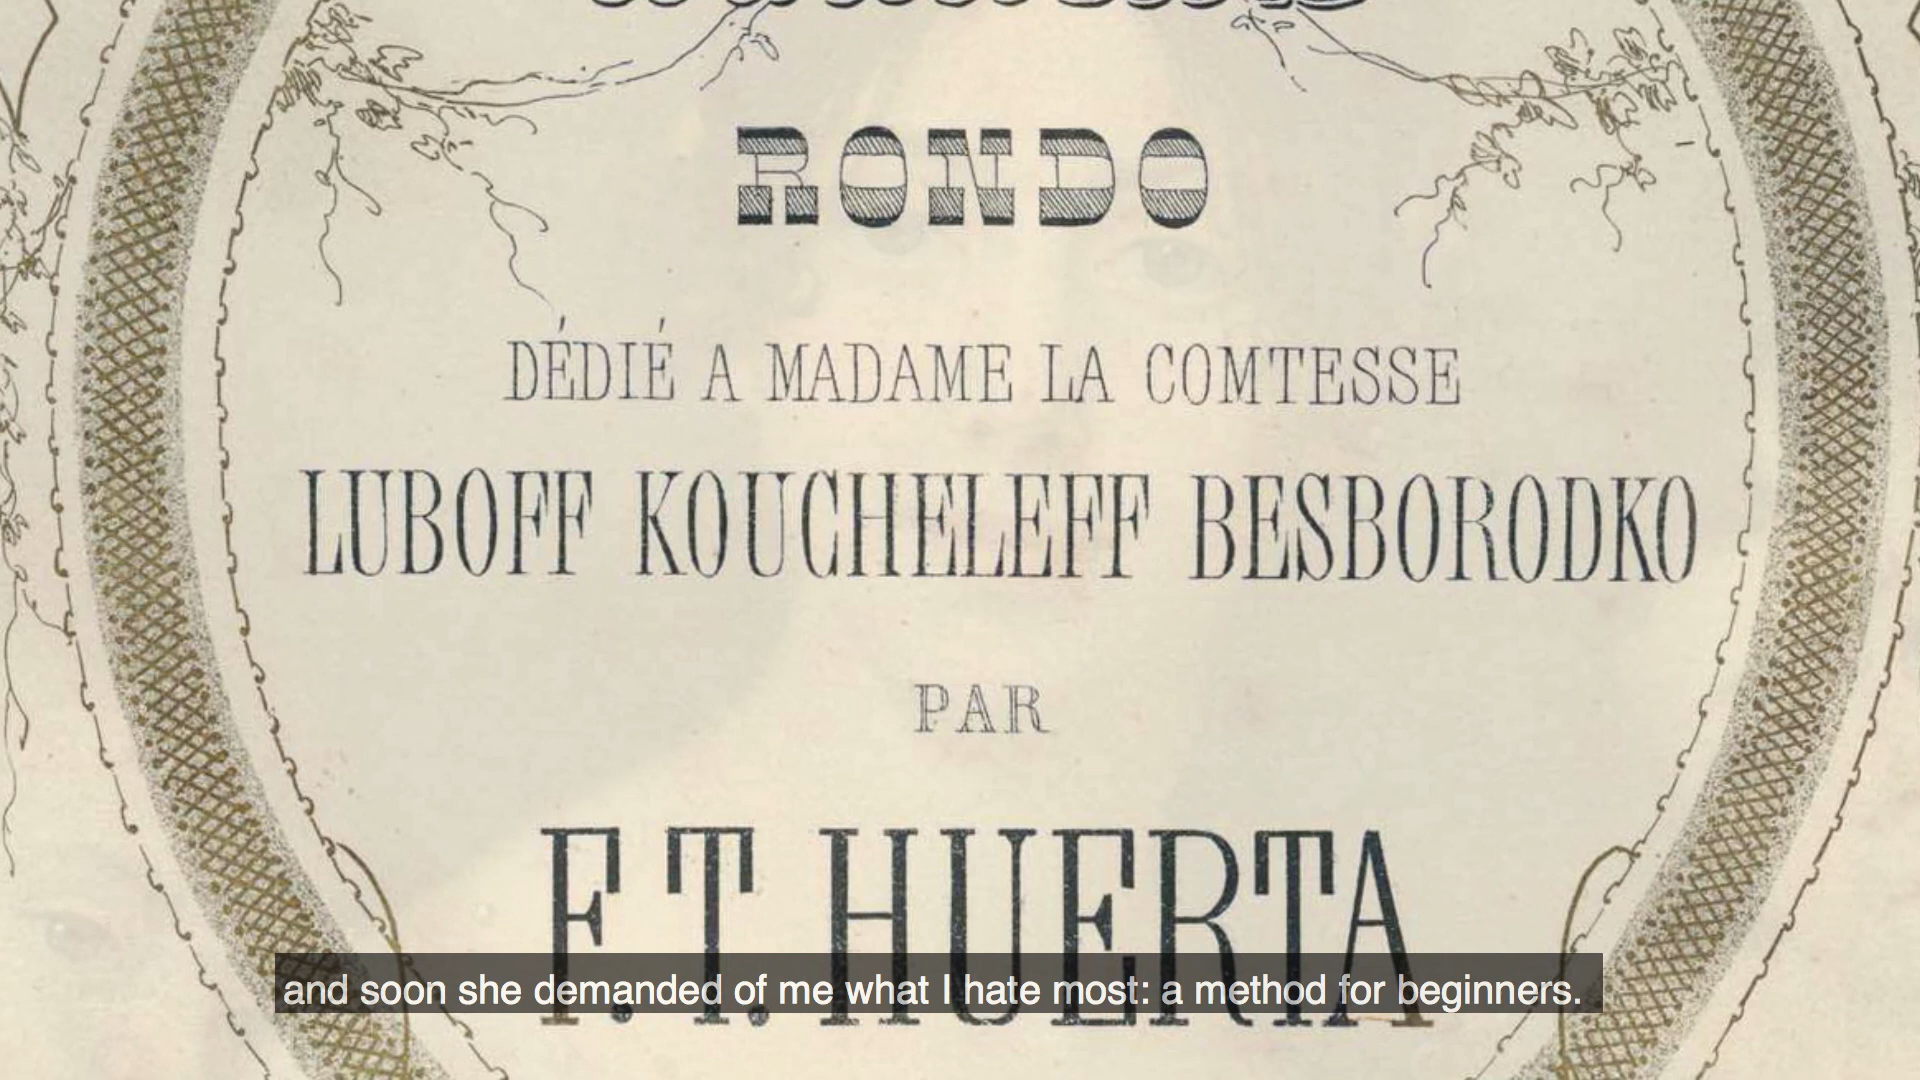 RONDO
DÉDIÉ A MADAME LA COMTESSE
LUBOFF KOUCHELEFF BESBORODKO
PAR
F. T. HUERTA
and soon she demanded of me what I hate most: a method for beginners.